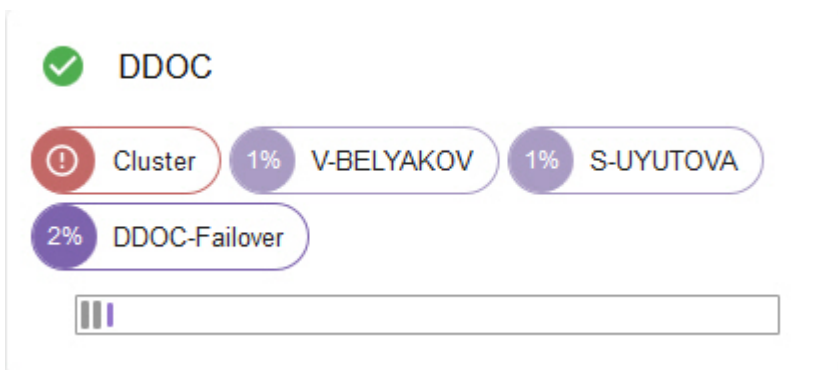 DDOC
Cluster 1% V-BELYAKOV 1% S-UYUTOVA
2% DDOC-Failover